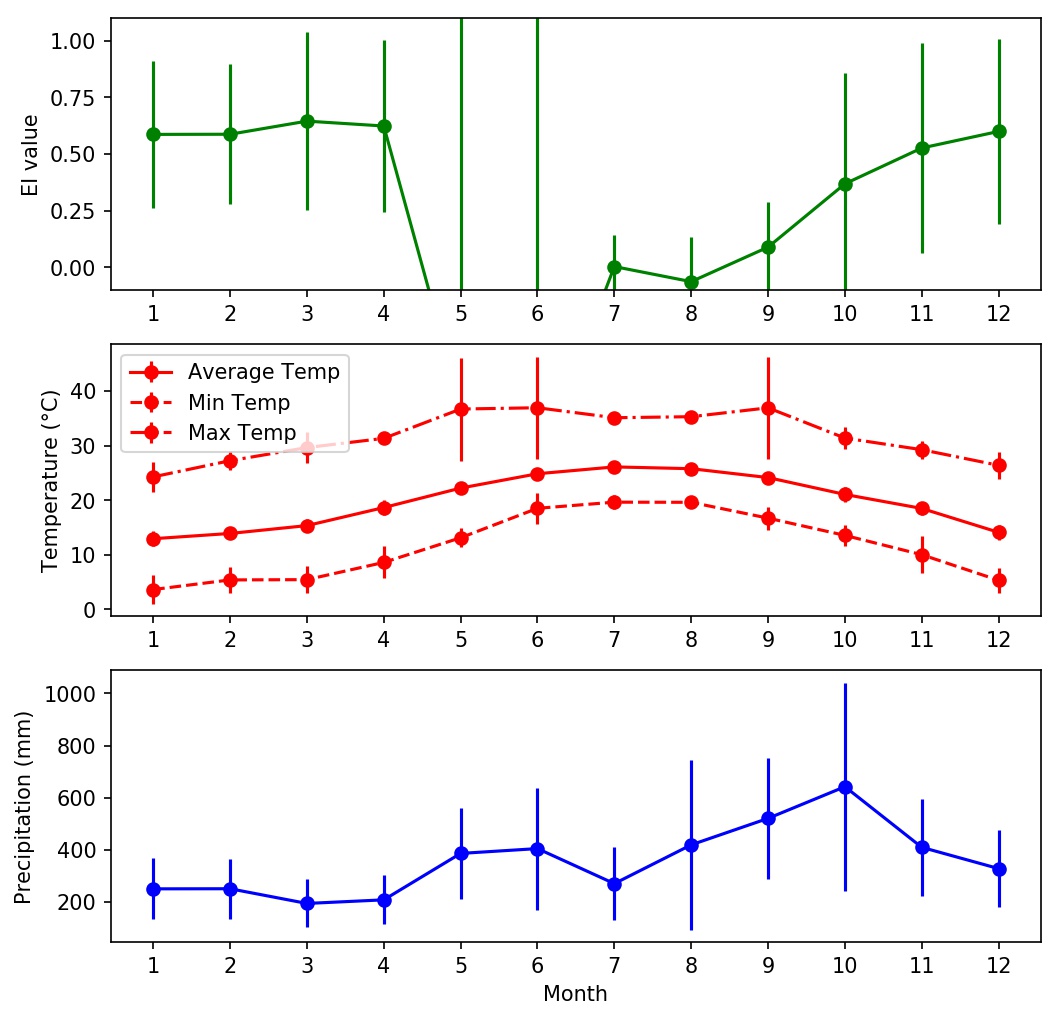 EI value
1.00
0.75
0.50
0.25
0.00
1 2 3 4 5 6 7 8 9 10 11 12
Temperature (°C)
40
30
20
10
0
Average Temp
Min Temp
Max Temp
1 2 3 4 5 6 7 8 9 10 11 12
Precipitation (mm)
1000
800
600
400
200
1 2 3 4 5 6 7 8 9 10 11 12
Month